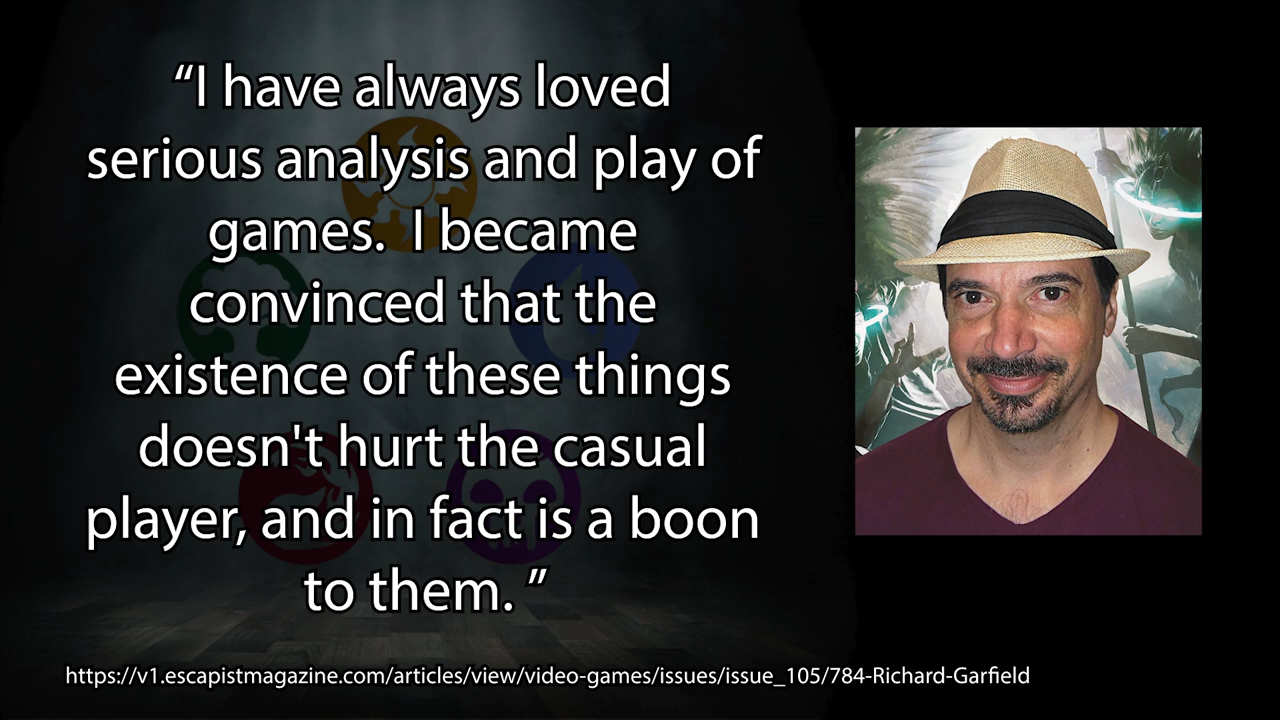 “I have always loved
serious analysis and play of
games.  I became
convinced that the
existence of these things
doesn't hurt the casual
player, and in fact is a boon
to them. ”
https://v1.escapistmagazine.com/articles/view/video-games/issues/issue_105/784-Richard-Garfield